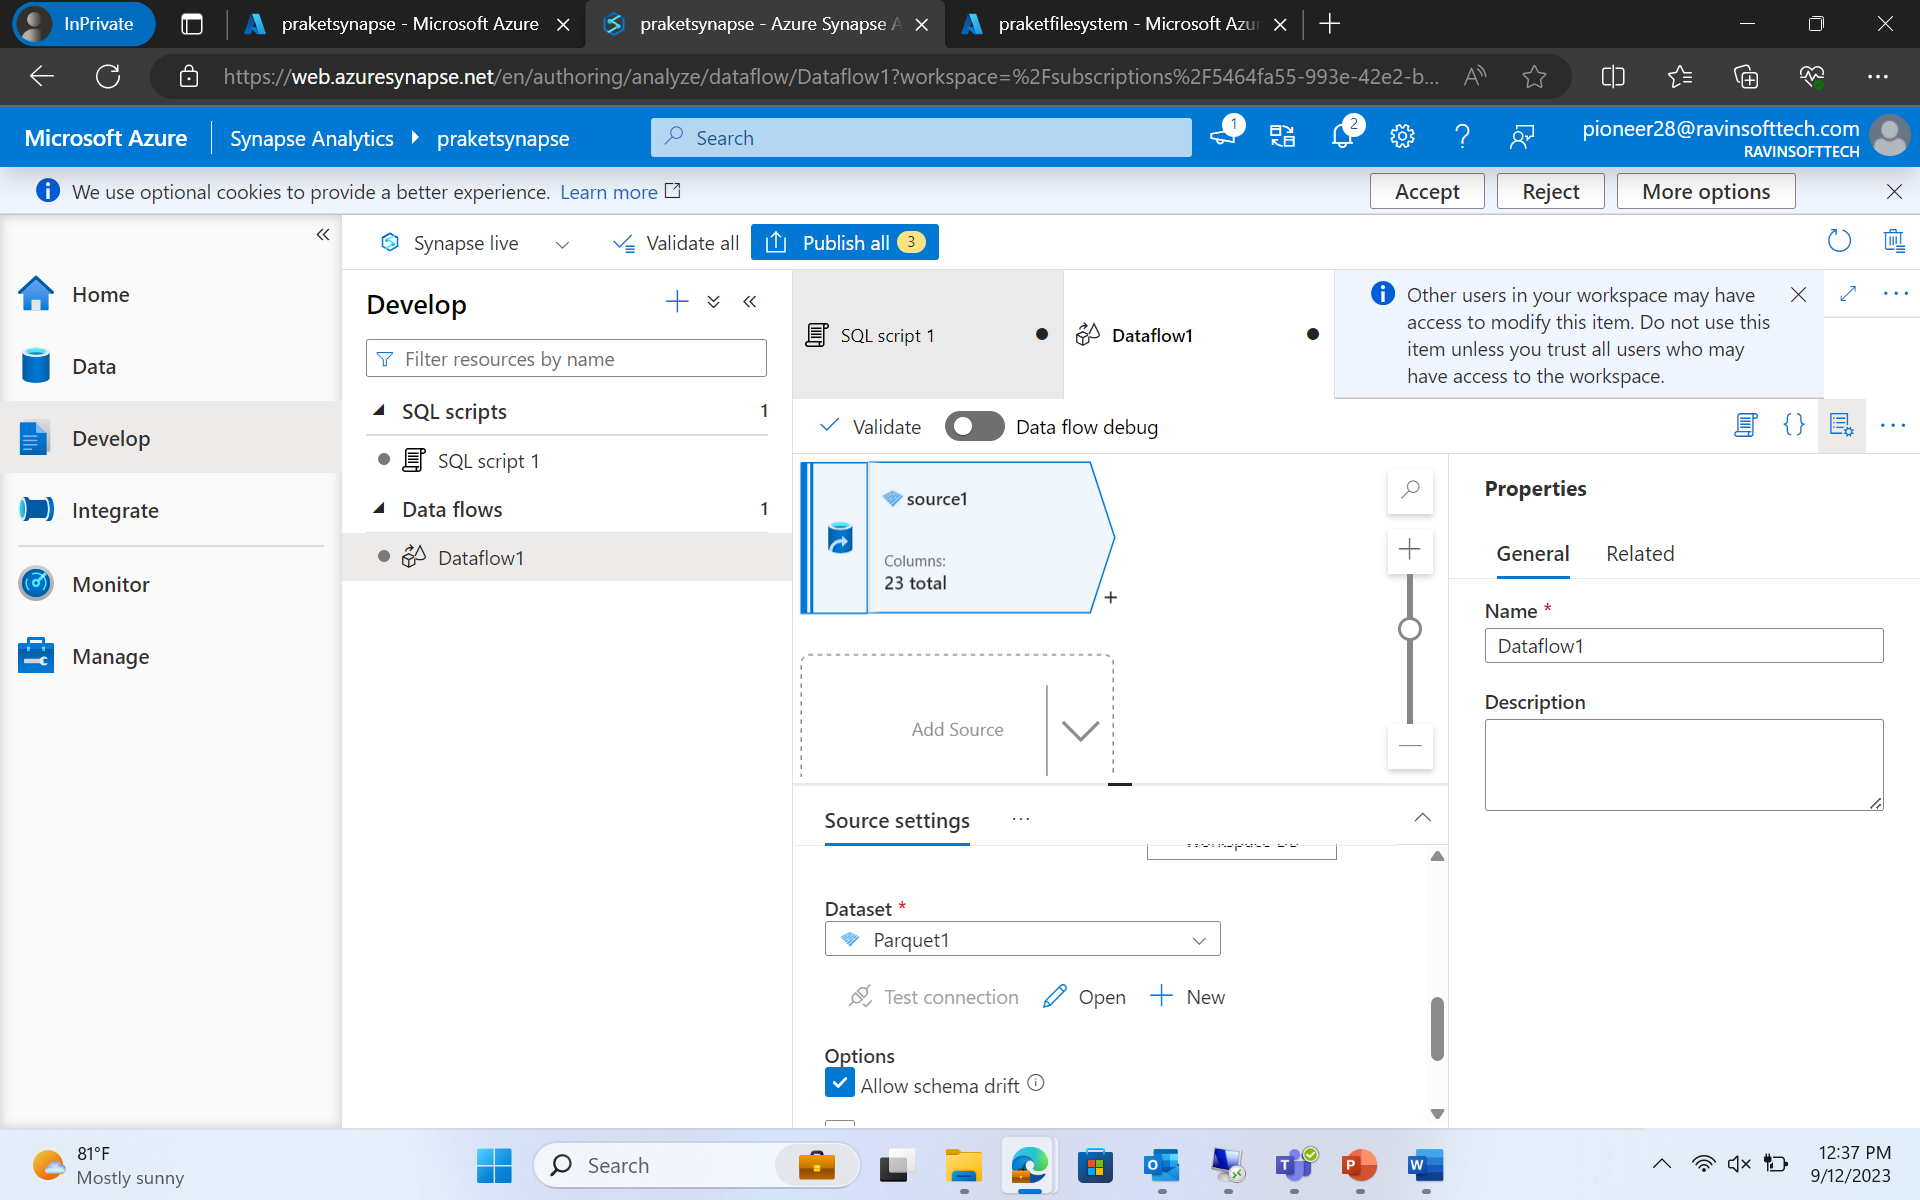 InPrivate
praketsynapse - Microsoft Azure
praketsynapse - Azure Synapse A
praketfilesystem - Microsoft Azu
https://web.azuresynapse.net/en/authoring/analyze/dataflow/Dataflow1?workspace=%2Fsubscriptions%2F5464fa55-993e-42e2-b...
Microsoft Azure
Synapse Analytics
praketsynapse
Search
1
2
pioneer28@ravinsofttech.com
RAVINSOFTTECH
We use optional cookies to provide a better experience. Learn more
Accept
Reject
More options
Synapse live
Validate all
Publish all 3
Home
Data
Develop
Integrate
Monitor
Manage
Develop
Filter resources by name
SQL scripts 1
SQL script 1
Data flows 1
Dataflow1
SQL script 1
Dataflow1
Other users in your workspace may have
access to modify this item. Do not use this
item unless you trust all users who may
have access to the workspace.
Validate
Data flow debug
source1
Columns:
23 total
Add Source
Source settings
Dataset *
Parquet1
Test connection
Open
New
Options
Allow schema drift
Properties
General
Related
Name *
Dataflow1
Description
81°F
Mostly sunny
Search
12:37 PM
9/12/2023